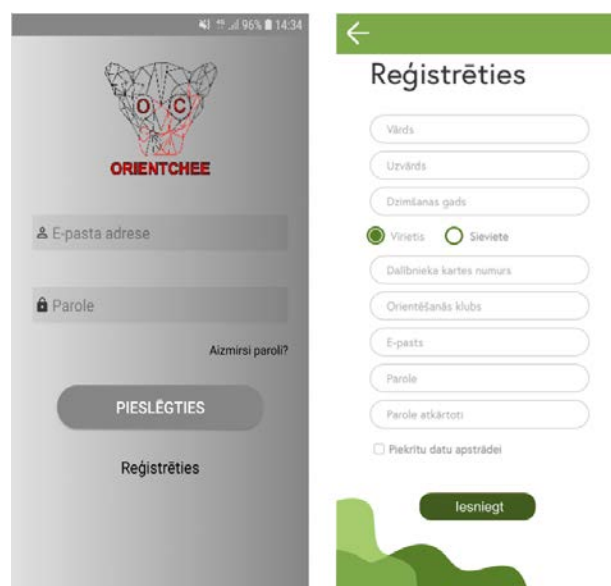 96% 14:34
O C
ORIENTCHEE
E-pasta adrese
Parole
Aizmirsi paroli?
PIESLĒGTIES
Reģistrēties
Reģistrēties
Vārds
Uzvārds
Dzimšanas gads
Vīrietis Sieviete
Dalībnieka kartes numurs
Orientēšanās klubs
E-pasts
Parole
Parole atkārtoti
Piekrītu datu apstrādei
Iesniegt